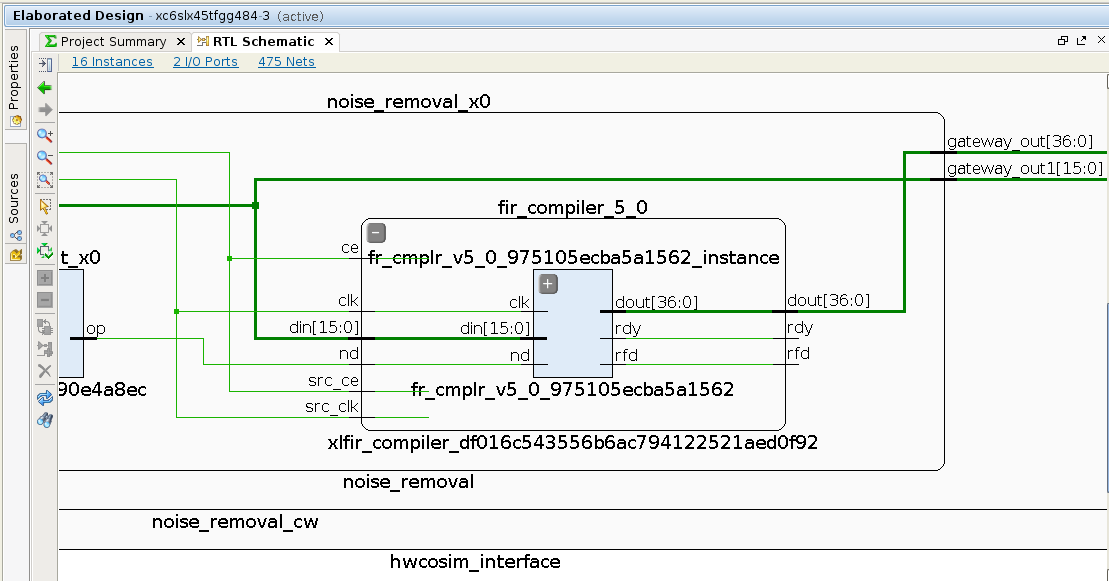 Elaborated Design - xc6slx45tfgg484-3 (active)
Properties
Sources
Project Summary
RTL Schematic
16 Instances 2 I/O Ports 475 Nets
noise_removal_x0
gateway_out[36:0]
gateway_out1[15:0]
fir_compiler_5_0
t_x0
ce
fr_cmplr_v5_0_975105ecba5a1562_instance
clk
clk
dout[36:0]
dout[36:0]
op
din[15:0]
din[15:0]
rdy
rdy
nd
nd
rfd
rfd
src_ce
90e4a8ec
fr_cmplr_v5_0_975105ecba5a1562
src_clk
xlfir_compiler_df016c543556b6ac794122521aed0f92
noise_removal
noise_removal_cw
hwcosim_interface